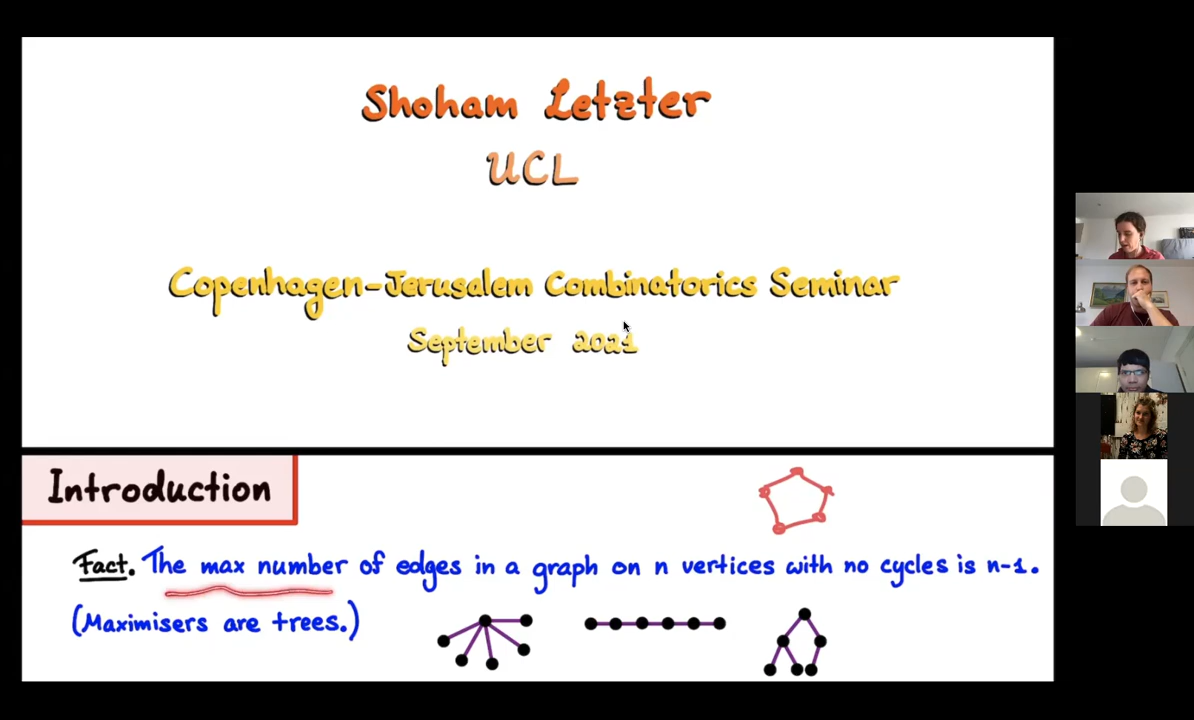 Shoham Letzter
UCL
Copenhagen-Jerusalem Combinatorics Seminar
September 2021
Introduction
Fact. The max number of edges in a graph on n vertices with no cycles is n-1.
(Maximisers are trees.)